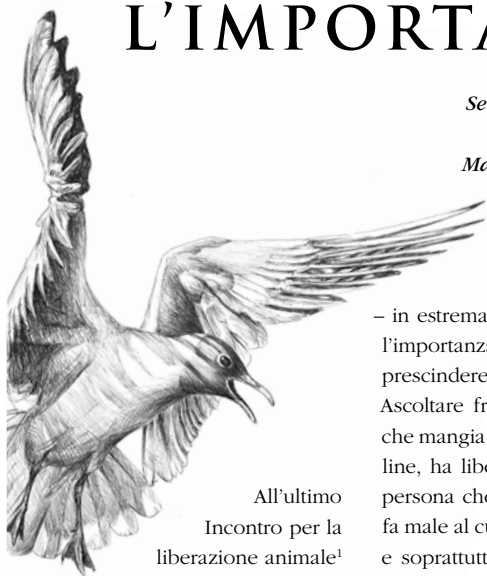 L'IMPORTA
Se
Ma
All'ultimo
Incontro per la
liberazione animale¹
– in estrema
l'importanza
prescindere
Ascoltare fr
che mangia
line, ha libe
persona che
fa male al cu
e soprattutt